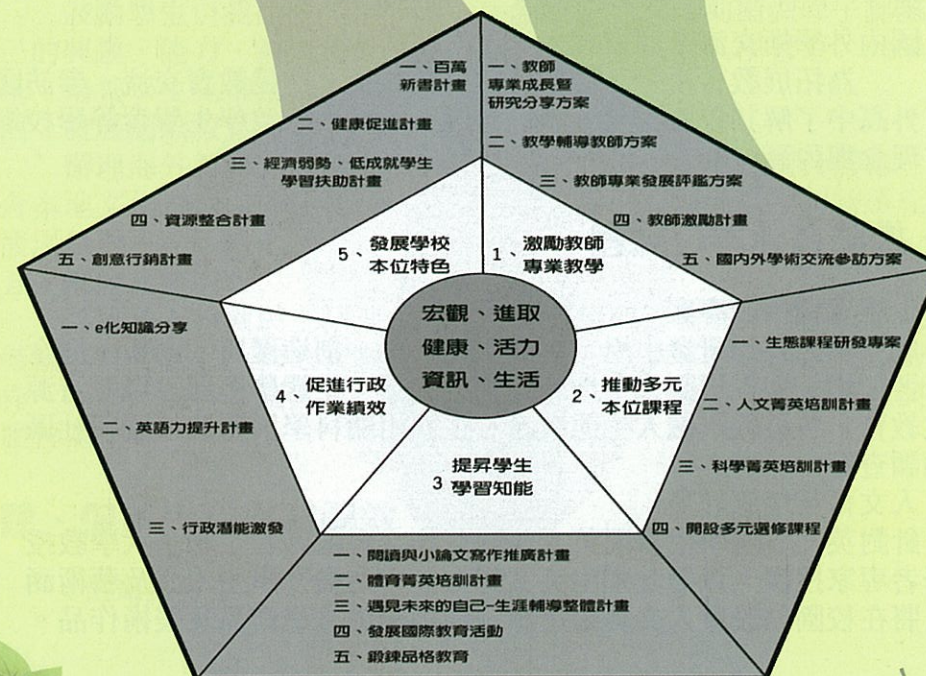 宏觀、進取
健康、活力
資訊、生活
1、激勵教師
專業教學
一、教師
專業成長暨
研究分享方案
二、教學輔導教師方案
三、教師專業發展評鑑方案
四、教師激勵計畫
五、國內外學術交流參訪方案
2、推動多元
本位課程
一、生態課程研發專案
二、人文菁英培訓計畫
三、科學菁英培訓計畫
四、開設多元選修課程
3 提昇學生
學習知能
一、閱讀與小論文寫作推廣計畫
二、體育菁英培訓計畫
三、遇見未來的自己-生涯輔導整體計畫
四、發展國際教育活動
五、鍛鍊品格教育
4、促進行政
作業績效
一、e化知識分享
二、英語力提升計畫
三、行政潛能激發
5、發展學校
本位特色
一、百萬
新書計畫
二、健康促進計畫
三、經濟弱勢、低成就學生
學習扶助計畫
四、資源整合計畫
五、創意行銷計畫